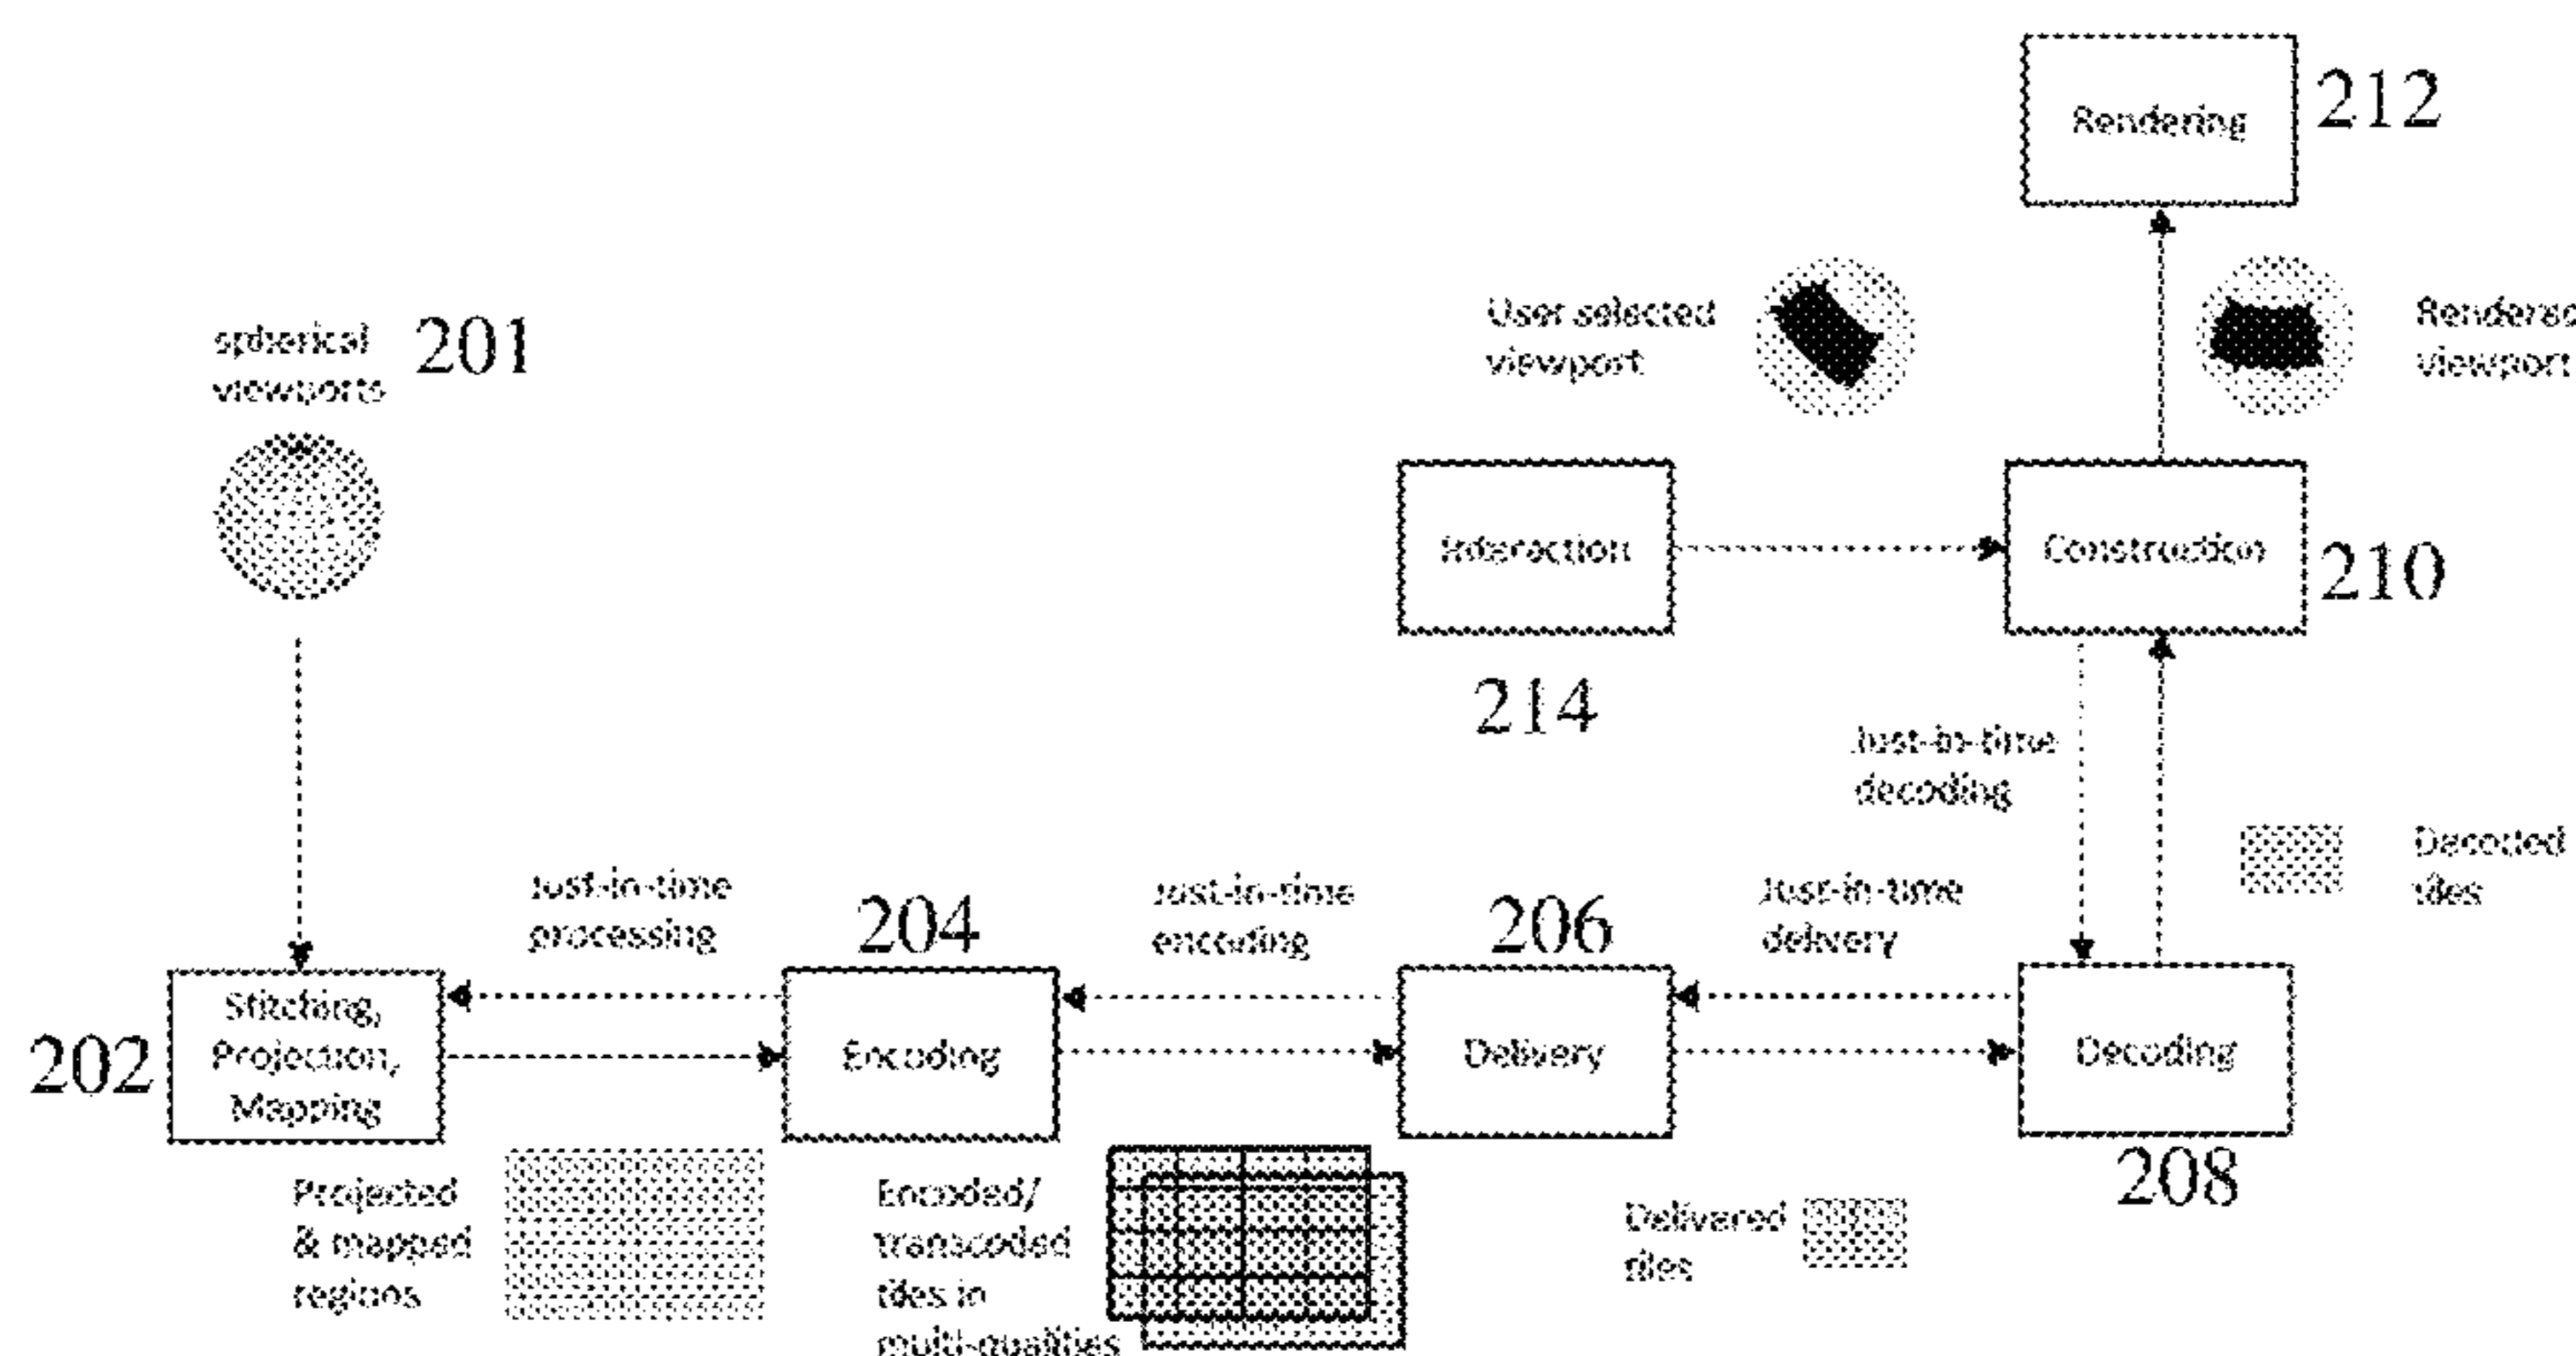 Rendering
212
User selected
viewport
Rendered
viewport
spherical
viewports
201
Interaction
214
Construction
210
Just-in-time
decoding
Decoded
tiles
Just-in-time
processing
204
Just-in-time
encoding
206
Just-in-time
delivery
202
Stitching,
Projection,
Mapping
Encoding
Delivery
Decoding
208
Projected
& mapped
regions
Encoded/
transcoded
tiles in
multi-qualities
Delivered
tiles